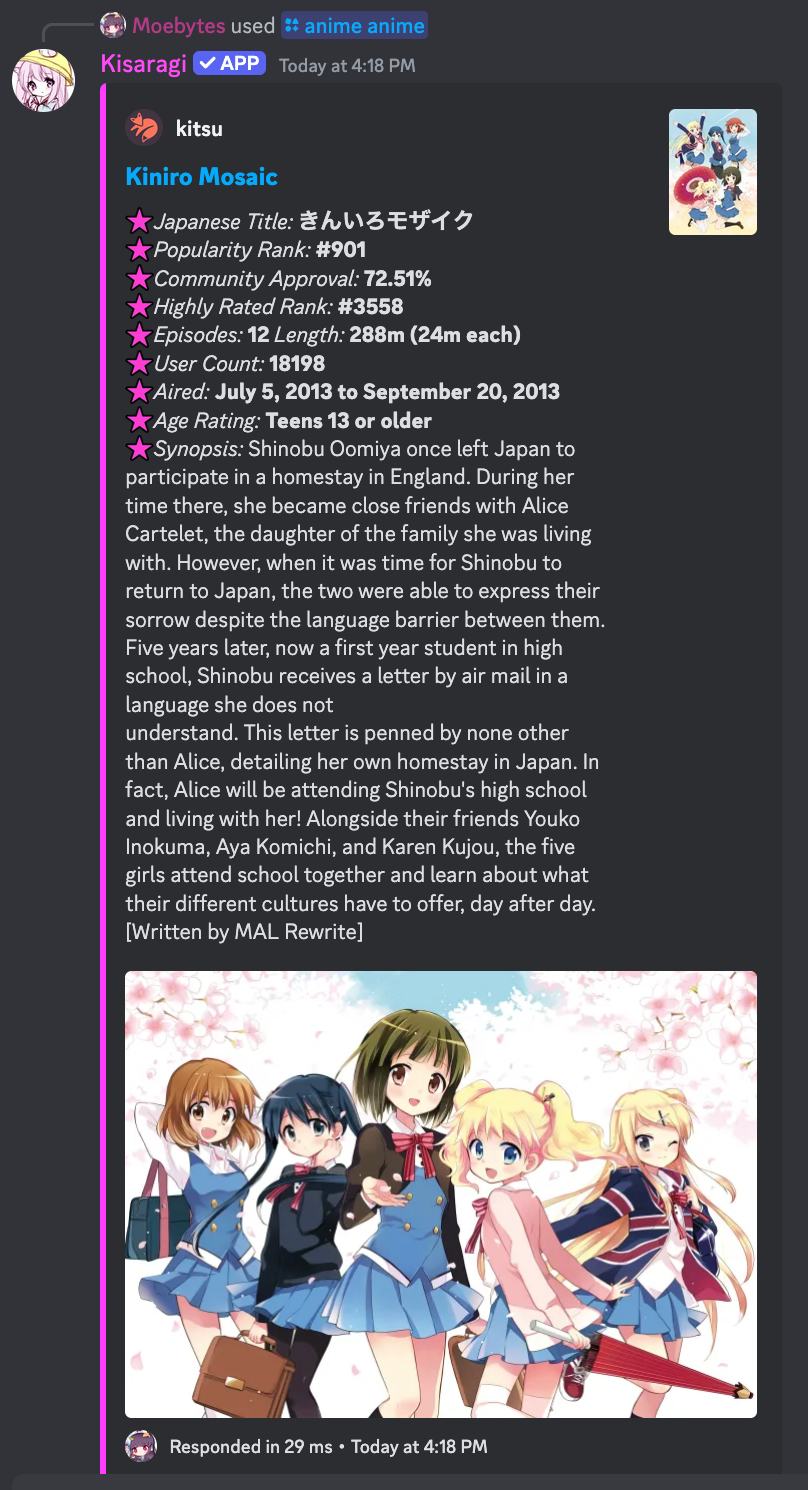 Moebytes used anime anime
Kisaragi APP Today at 4:18 PM
kitsu
Kiniro Mosaic
Japanese Title: きんいろモザイク
Popularity Rank: #901
Community Approval: 72.51%
Highly Rated Rank: #3558
Episodes: 12 Length: 288m (24m each)
User Count: 18198
Aired: July 5, 2013 to September 20, 2013
Age Rating: Teens 13 or older
Synopsis: Shinobu Oomiya once left Japan to
participate in a homestay in England. During her
time there, she became close friends with Alice
Cartelet, the daughter of the family she was living
with. However, when it was time for Shinobu to
return to Japan, the two were able to express their
sorrow despite the language barrier between them.
Five years later, now a first year student in high
school, Shinobu receives a letter by air mail in a
language she does not
understand. This letter is penned by none other
than Alice, detailing her own homestay in Japan. In
fact, Alice will be attending Shinobu's high school
and living with her! Alongside their friends Youko
Inokuma, Aya Komichi, and Karen Kujou, the five
girls attend school together and learn about what
their different cultures have to offer, day after day.
[Written by MAL Rewrite]
Responded in 29 ms • Today at 4:18 PM